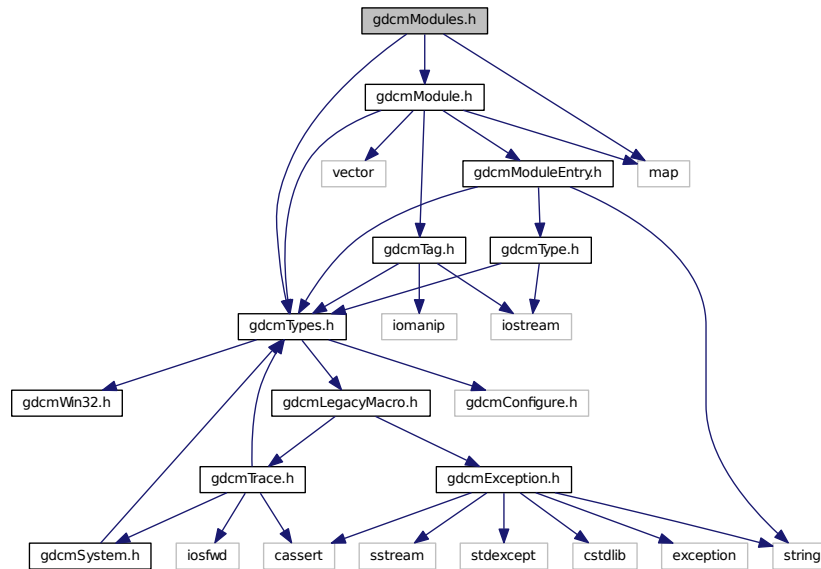 gdcmModules.h
gdcmModule.h
vector
gdcmModuleEntry.h
map
gdcmTag.h
gdcmType.h
gdcmTypes.h
iomanip
iostream
gdcmWin32.h
gdcmLegacyMacro.h
gdcmConfigure.h
gdcmTrace.h
gdcmException.h
gdcmSystem.h
iosfwd
cassert
sstream
stdexcept
cstdlib
exception
string